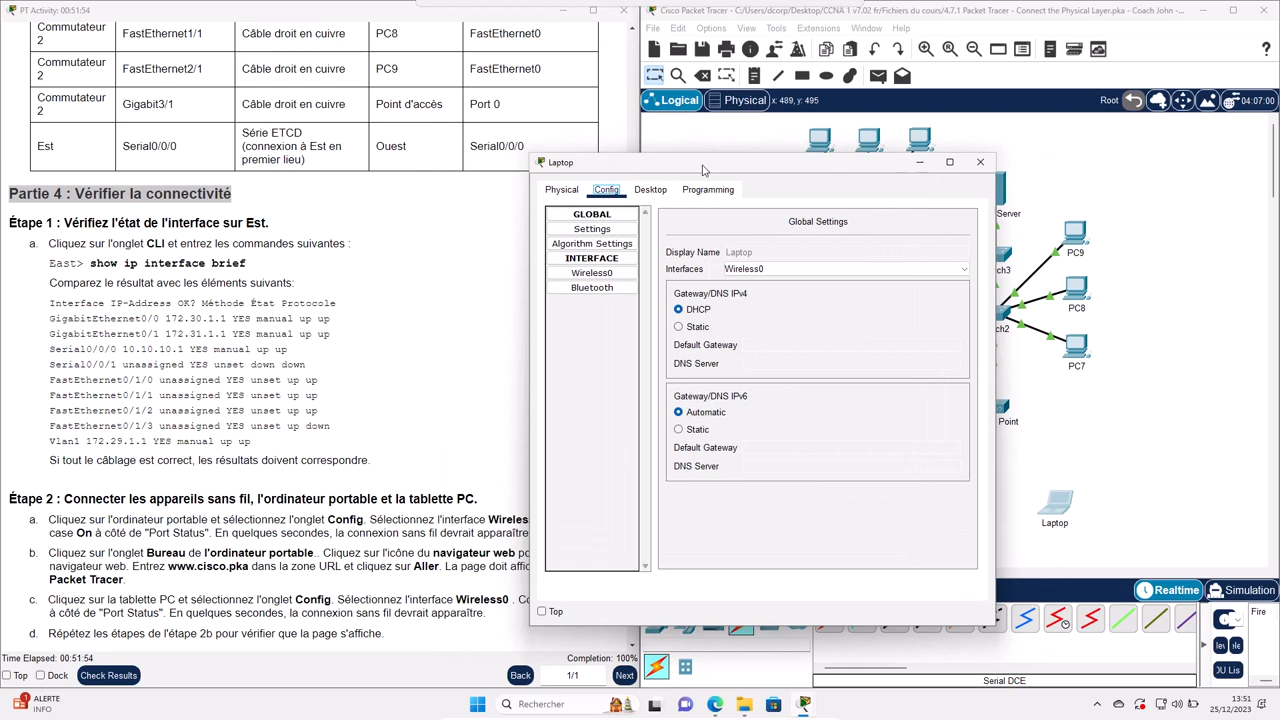 PT Activity: 00:51:54
Commutateur 2 FastEthernet1/1 Câble droit en cuivre PC8 FastEthernet0
Commutateur 2 FastEthernet2/1 Câble droit en cuivre PC9 FastEthernet0
Commutateur 2 Gigabit3/1 Câble droit en cuivre Point d'accès Port 0
Est Serial0/0/0 Série ETCD (connexion à Est en premier lieu) Ouest Serial0/0/0
Partie 4 : Vérifier la connectivité
Étape 1 : Vérifiez l'état de l'interface sur Est.
a. Cliquez sur l'onglet CLI et entrez les commandes suivantes :
East> show ip interface brief
Comparez le résultat avec les éléments suivants:
Interface IP-Address OK? Méthode État Protocole
GigabitEthernet0/0 172.30.1.1 YES manual up up
GigabitEthernet0/1 172.31.1.1 YES manual up up
Serial0/0/0 10.10.10.1 YES manual up up
Serial0/0/1 unassigned YES unset down down
FastEthernet0/1/0 unassigned YES unset up up
FastEthernet0/1/1 unassigned YES unset up up
FastEthernet0/1/2 unassigned YES unset up up
FastEthernet0/1/3 unassigned YES unset up down
Vlan1 172.29.1.1 YES manual up up
Si tout le câblage est correct, les résultats doivent correspondre.
Étape 2 : Connecter les appareils sans fil, l'ordinateur portable et la tablette PC.
a. Cliquez sur l'ordinateur portable et sélectionnez l'onglet Config. Sélectionnez l'interface Wireles
case On à côté de "Port Status". En quelques secondes, la connexion sans fil devrait apparaître
b. Cliquez sur l'onglet Bureau de l'ordinateur portable.. Cliquez sur l'icône du navigateur web po
navigateur web. Entrez www.cisco.pka dans la zone URL et cliquez sur Aller. La page doit affic
Packet Tracer.
c. Cliquez sur la tablette PC et sélectionnez l'onglet Config. Sélectionnez l'interface Wireless0 . Co
à côté de "Port Status". En quelques secondes, la connexion sans fil devrait apparaître.
d. Répétez les étapes de l'étape 2b pour vérifier que la page s'affiche.
Time Elapsed: 00:51:54 Completion: 100%
Top Dock Check Results Back 1/1 Next
Cisco Packet Tracer - C:/Users/dcorp/Desktop/CCNA 1 v7.02 fr/Fichiers du cours/4.7.1 Packet Tracer - Connect the Physical Layer.pka - Coach John -
File Edit Options View Tools Extensions Window Help
Logical Physical x: 489, y: 495 Root 04:07:00
Server
PC9
PC8
PC7
Point
Laptop
Realtime Simulation
Fire
Serial DCE
Laptop
Physical Config Desktop Programming
GLOBAL
Settings
Algorithm Settings
INTERFACE
Wireless0
Bluetooth
Global Settings
Display Name Laptop
Interfaces Wireless0
Gateway/DNS IPv4
DHCP
Static
Default Gateway
DNS Server
Gateway/DNS IPv6
Automatic
Static
Default Gateway
DNS Server
Top
ALERTE
INFO
Rechercher
13:51
25/12/2023